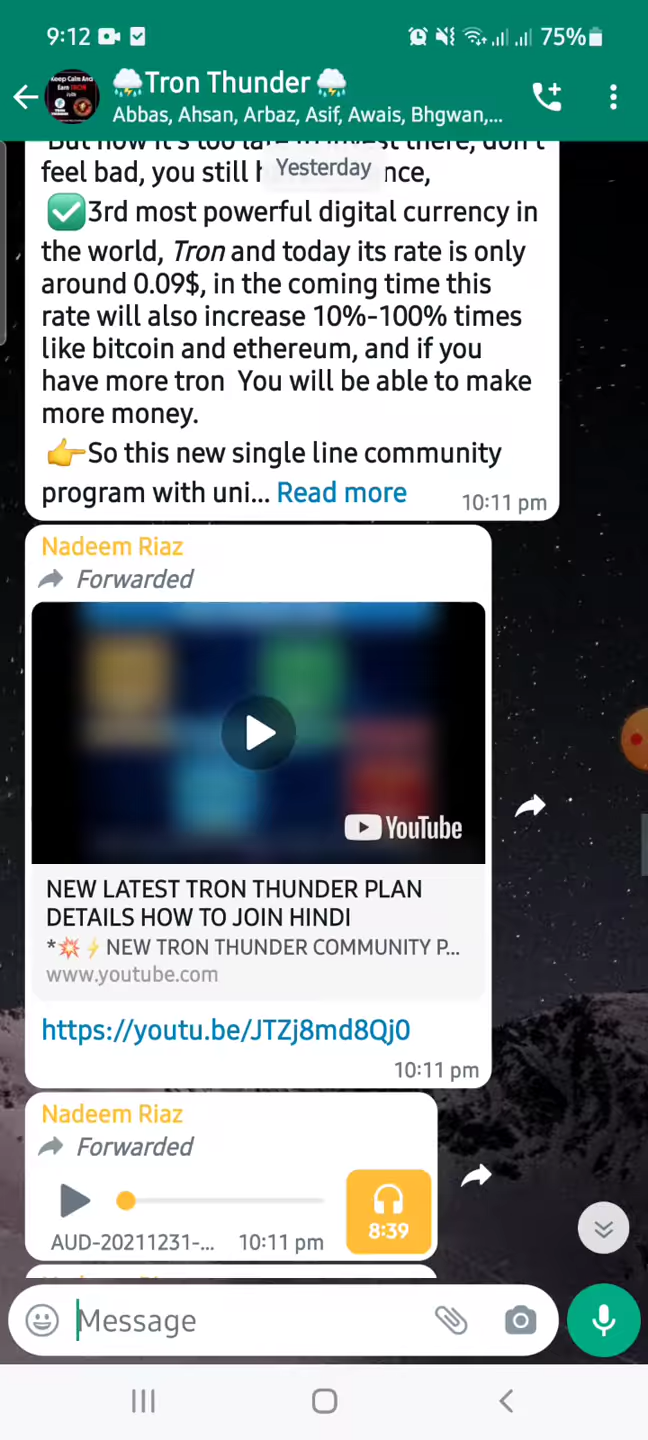 9:12
75%
🌩️Tron Thunder🌩️
Abbas, Ahsan, Arbaz, Asif, Awais, Bhgwan,...
Yesterday
feel bad, you still
✅3rd most powerful digital currency in
the world, Tron and today its rate is only
around 0.09$, in the coming time this
rate will also increase 10%-100% times
like bitcoin and ethereum, and if you
have more tron You will be able to make
more money.
👉So this new single line community
program with uni... Read more
10:11 pm
Nadeem Riaz
Forwarded
YouTube
NEW LATEST TRON THUNDER PLAN
DETAILS HOW TO JOIN HINDI
*💥⚡NEW TRON THUNDER COMMUNITY P...
www.youtube.com
https://youtu.be/JTZj8md8Qj0
10:11 pm
Nadeem Riaz
Forwarded
8:39
AUD-20211231-...
10:11 pm
Message